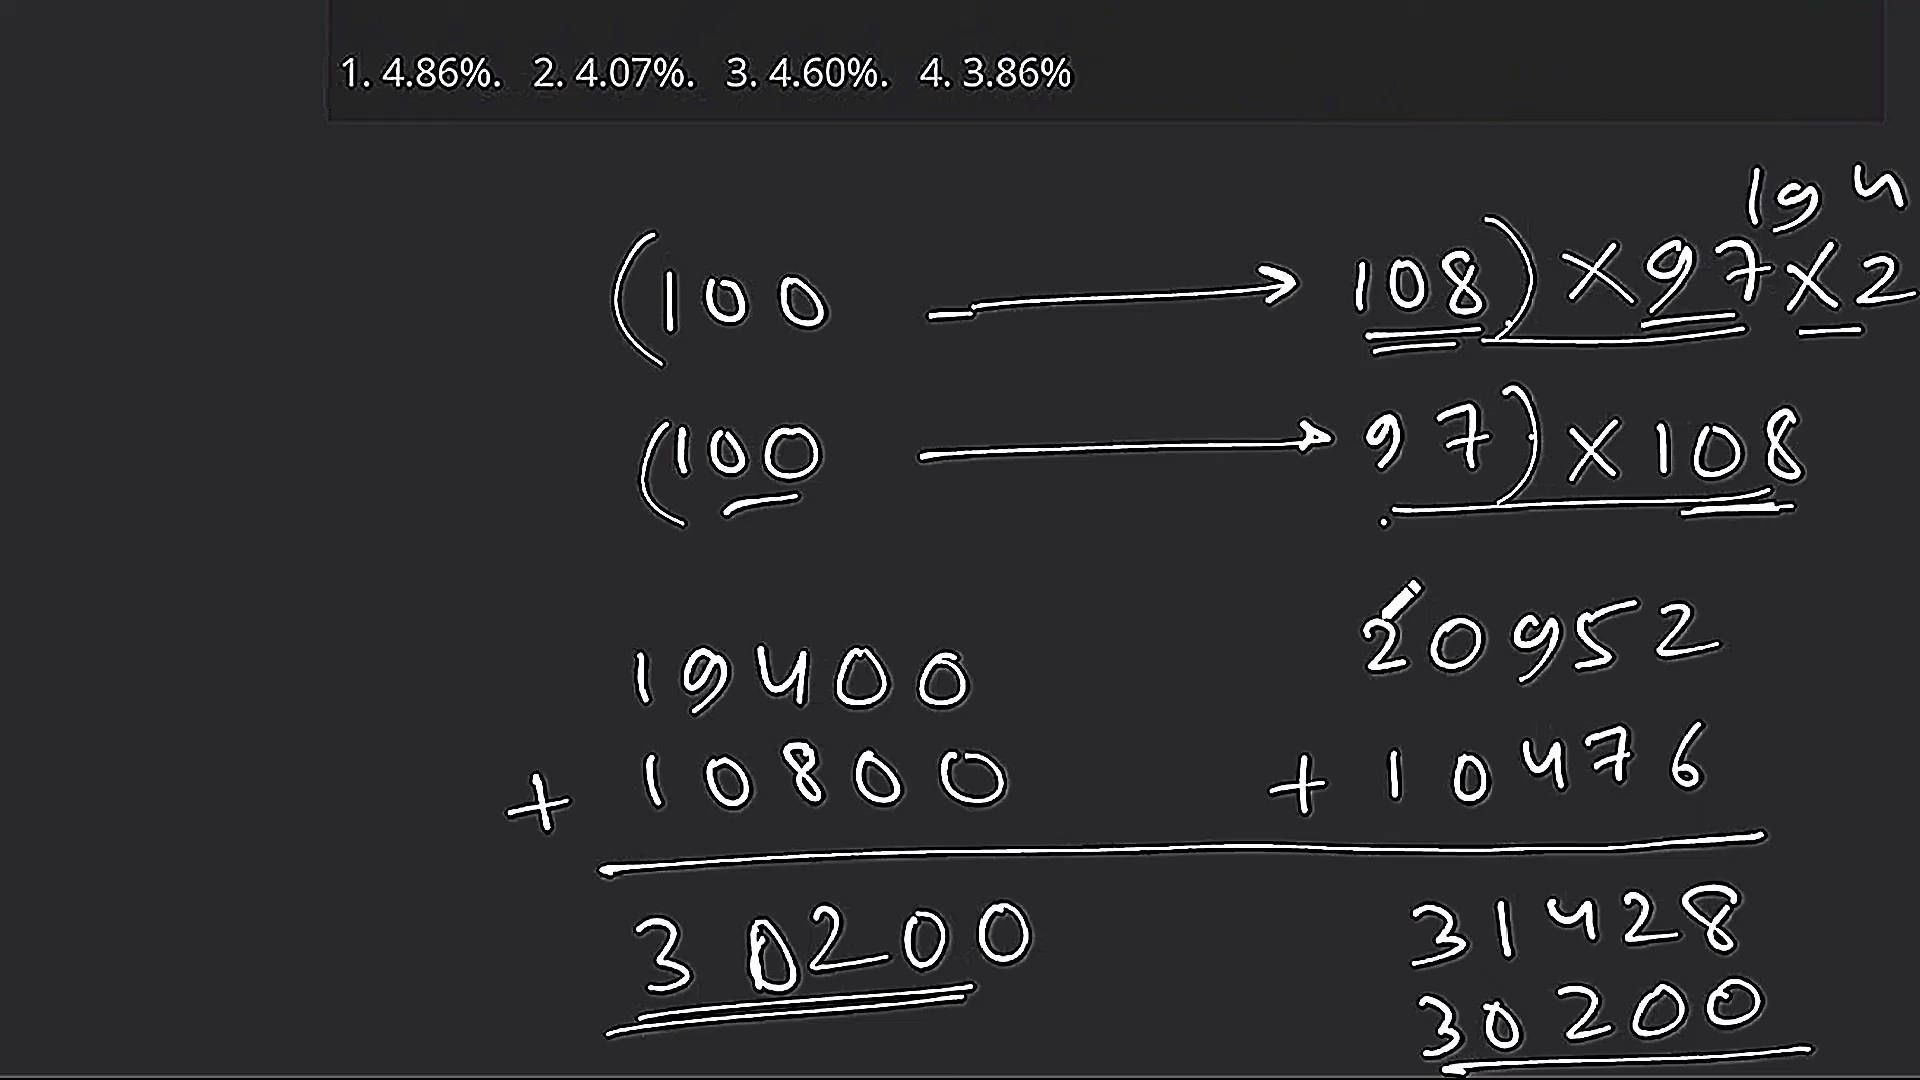 1. 4.86%. 2. 4.07%. 3. 4.60%. 4. 3.86%
194
(100 → 108) × 97 × 2
(100 → 97) × 108
19400 20952
+ 10800 + 10476
30200 31428
30200